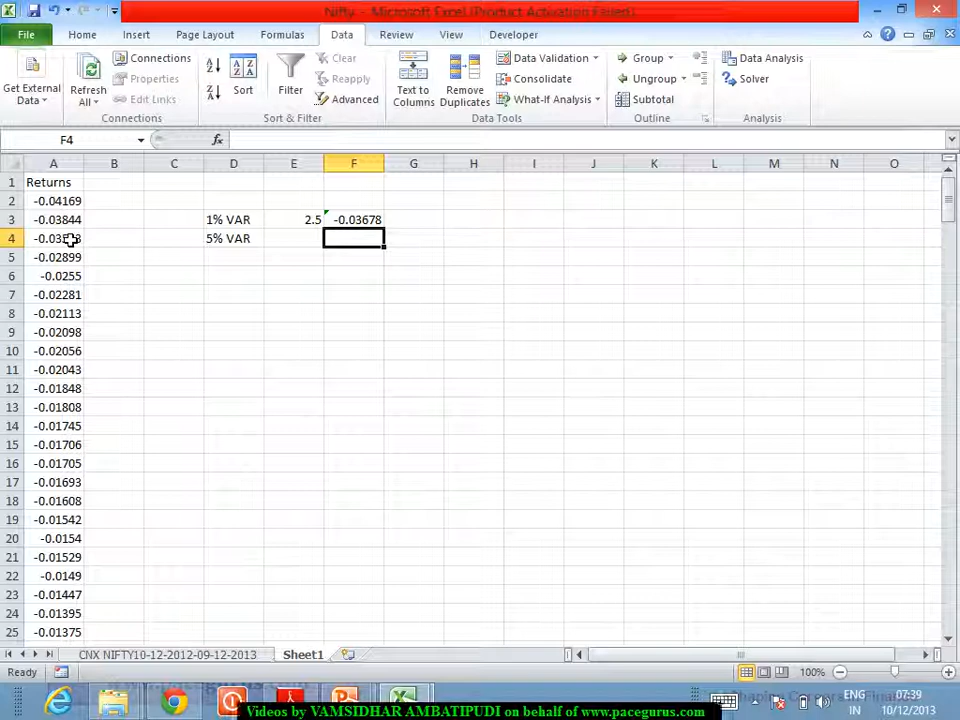 Nifty - Microsoft Excel (Product Activation Failed)
File Home Insert Page Layout Formulas Data Review View Developer
Get External Data
Refresh All
Connections
Properties
Edit Links
Connections
Sort
Filter
Clear
Reapply
Advanced
Sort & Filter
Text to Columns
Remove Duplicates
Data Validation
Consolidate
What-If Analysis
Data Tools
Group
Ungroup
Subtotal
Outline
Data Analysis
Solver
Analysis
F4 fx
A B C D E F G H I J K L M N O
1 Returns
2 -0.04169
3 -0.03844 1% VAR 2.5 -0.03678
4 5% VAR
5 -0.02899
6 -0.0255
7 -0.02281
8 -0.02113
9 -0.02098
10 -0.02056
11 -0.02043
12 -0.01848
13 -0.01808
14 -0.01745
15 -0.01706
16 -0.01705
17 -0.01693
18 -0.01608
19 -0.01542
20 -0.0154
21 -0.01529
22 -0.0149
23 -0.01447
24 -0.01395
25 -0.01375
CNX NIFTY10-12-2012-09-12-2013 Sheet1
Ready 100%
ENG 07:39
IN 10/12/2013
Videos by VAMSIDHAR AMBATIPUDI on behalf of www.pacegurus.com